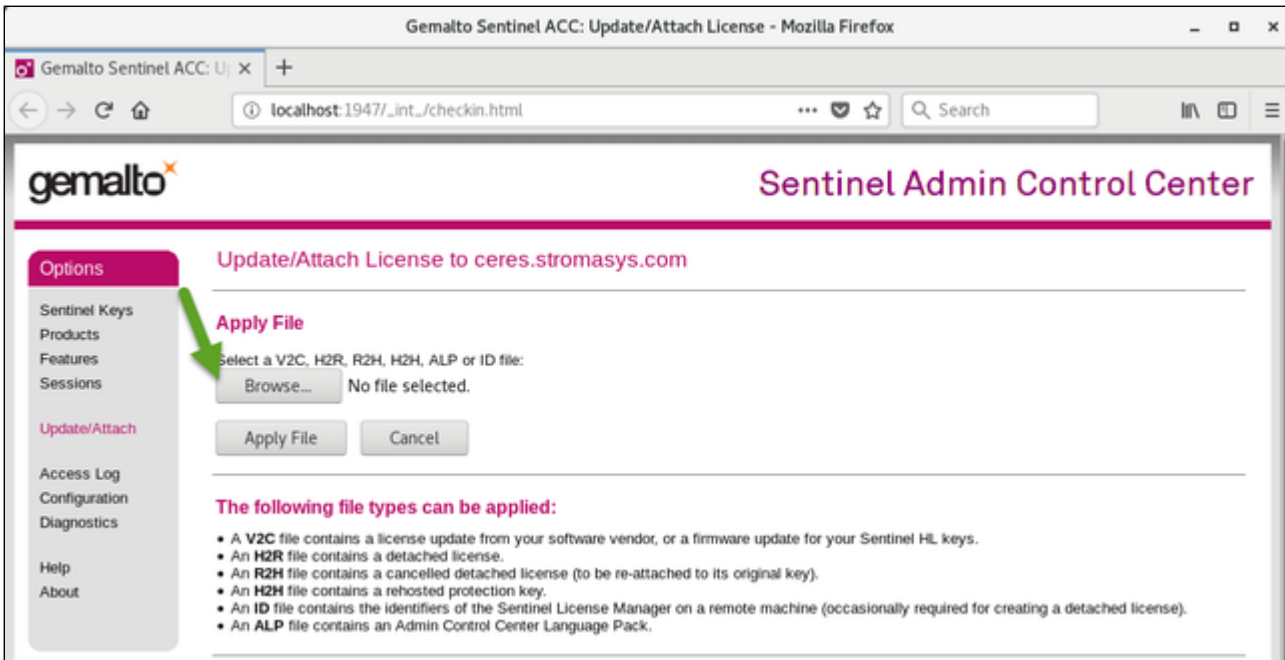 Gemalto Sentinel ACC: Update/Attach License - Mozilla Firefox
Gemalto Sentinel ACC: U
localhost:1947/_int_/checkin.html
Search
gemalto
Sentinel Admin Control Center
Options
Sentinel Keys
Products
Features
Sessions
Update/Attach
Access Log
Configuration
Diagnostics
Help
About
Update/Attach License to ceres.stromasys.com
Apply File
Select a V2C, H2R, R2H, H2H, ALP or ID file:
Browse... No file selected.
Apply File Cancel
The following file types can be applied:
• A V2C file contains a license update from your software vendor, or a firmware update for your Sentinel HL keys.
• An H2R file contains a detached license.
• An R2H file contains a cancelled detached license (to be re-attached to its original key).
• An H2H file contains a rehosted protection key.
• An ID file contains the identifiers of the Sentinel License Manager on a remote machine (occasionally required for creating a detached license).
• An ALP file contains an Admin Control Center Language Pack.